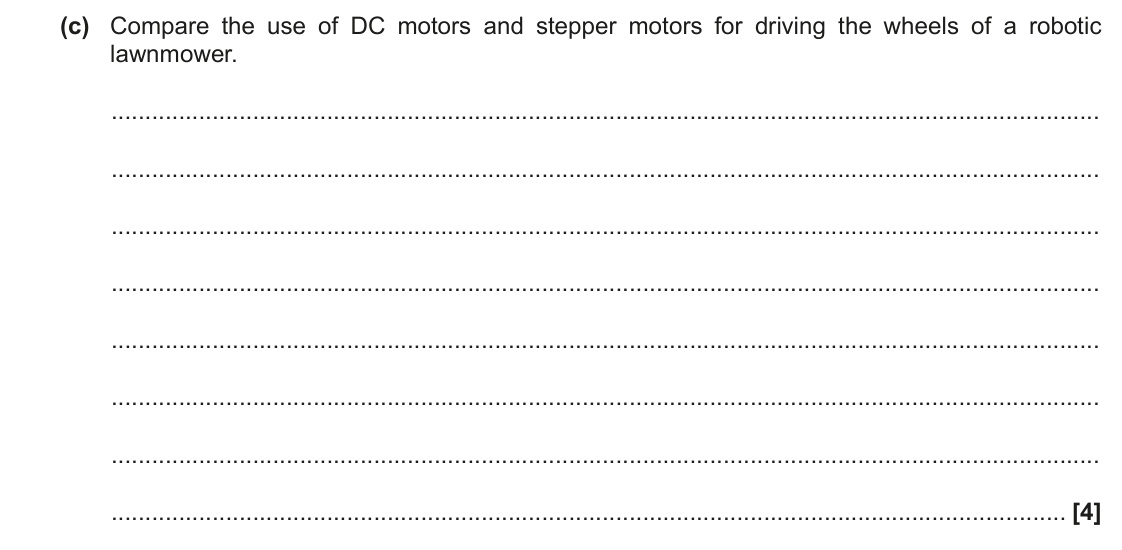 (c) Compare the use of DC motors and stepper motors for driving the wheels of a robotic
lawnmower.
[4]